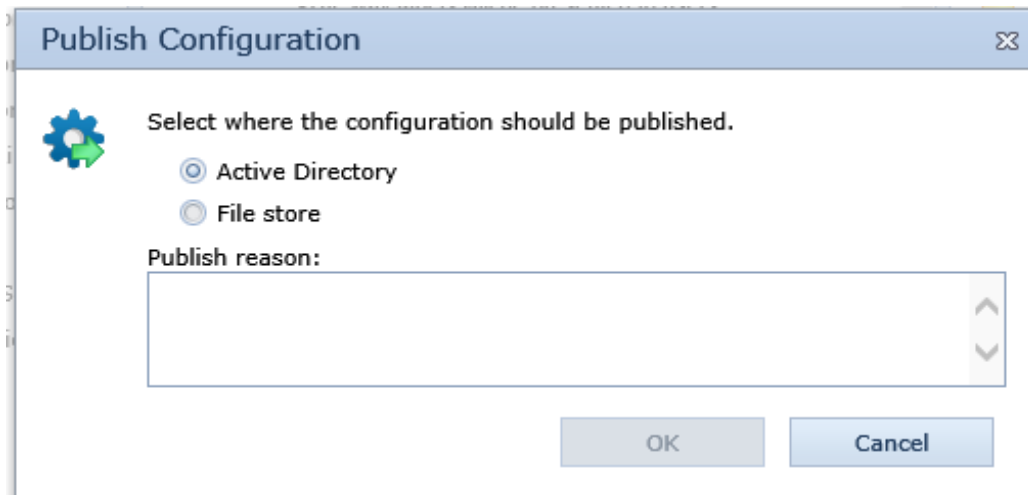 Publish Configuration
Select where the configuration should be published.
Active Directory
File store
Publish reason:
OK
Cancel